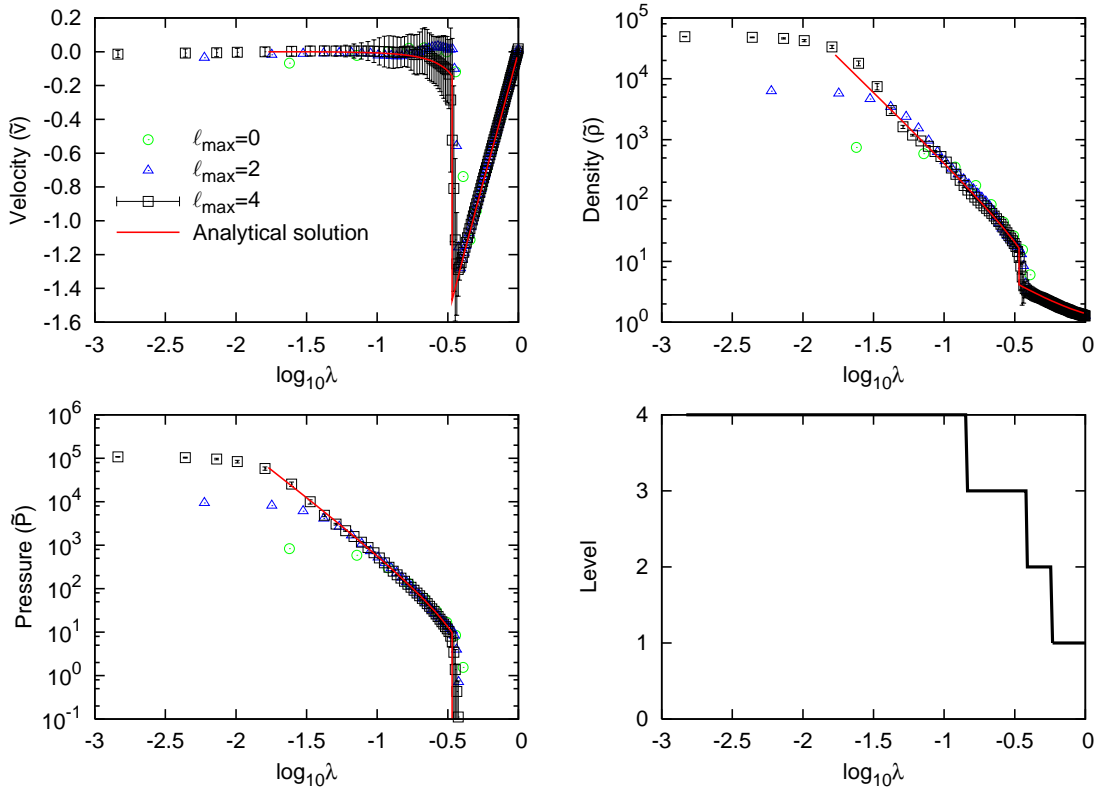 Velocity (ṽ)
0.2
0.0
-0.2
-0.4
-0.6
-0.8
-1.0
-1.2
-1.4
-1.6
ℓmax=0
ℓmax=2
ℓmax=4
Analytical solution
-3 -2.5 -2 -1.5 -1 -0.5 0
log10λ
Density (ρ̃)
10^5
10^4
10^3
10^2
10^1
10^0
-3 -2.5 -2 -1.5 -1 -0.5 0
log10λ
Pressure (P̃)
10^6
10^5
10^4
10^3
10^2
10^1
10^0
10^-1
-3 -2.5 -2 -1.5 -1 -0.5 0
log10λ
Level
4
3
2
1
0
-3 -2.5 -2 -1.5 -1 -0.5 0
log10λ